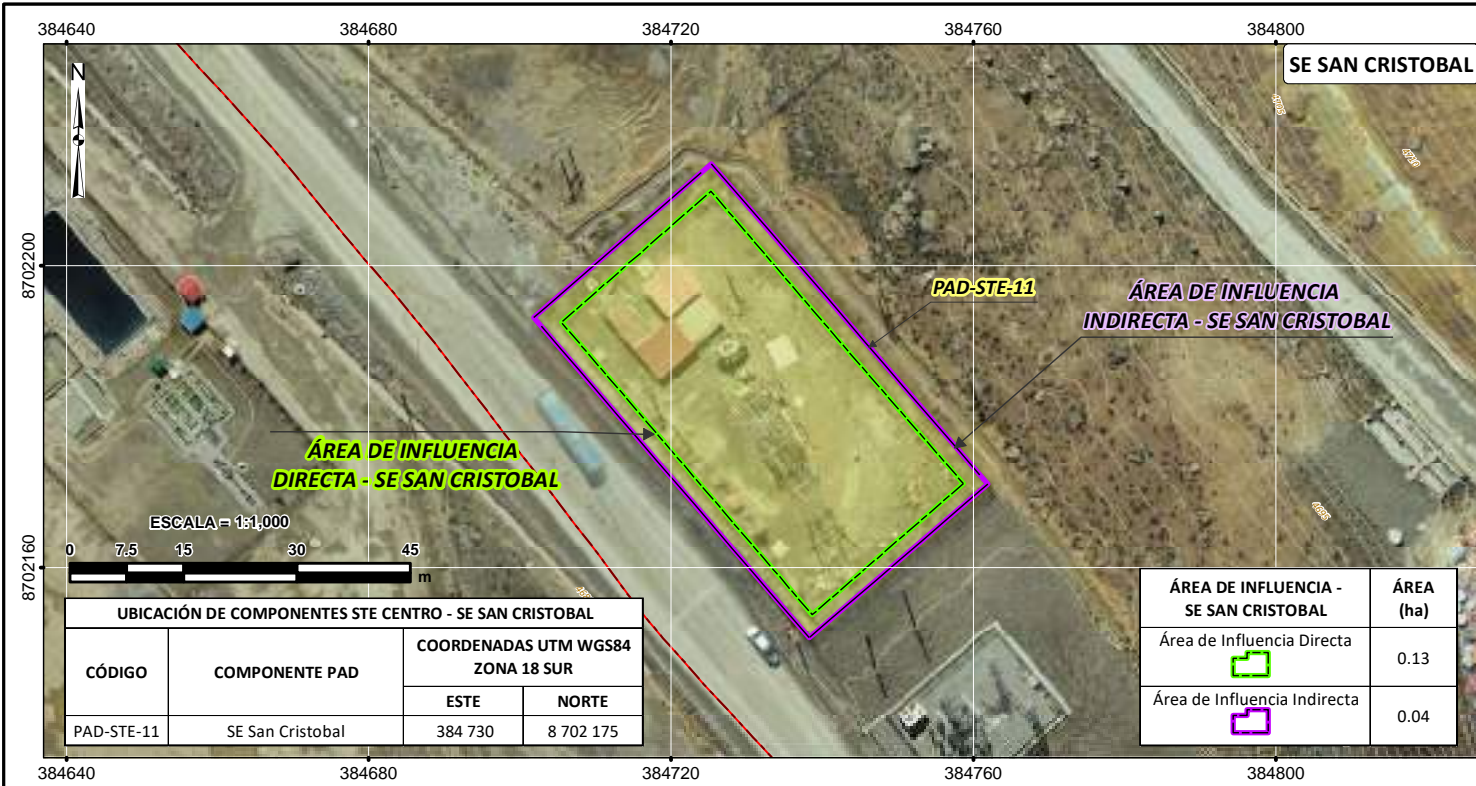 384640 384680 384720 384760 384800
SE SAN CRISTOBAL
N
4705
4710
8702200
PAD-STE-11
ÁREA DE INFLUENCIA
INDIRECTA - SE SAN CRISTOBAL
ÁREA DE INFLUENCIA
DIRECTA - SE SAN CRISTOBAL
4695
ESCALA = 1:1,000
0 7.5 15 30 45
m
8702160
UBICACIÓN DE COMPONENTES STE CENTRO - SE SAN CRISTOBAL
CÓDIGO
COMPONENTE PAD
COORDENADAS UTM WGS84
ZONA 18 SUR
ESTE NORTE
PAD-STE-11 SE San Cristobal 384 730 8 702 175
ÁREA DE INFLUENCIA -
SE SAN CRISTOBAL
ÁREA
(ha)
Área de Influencia Directa
0.13
Área de Influencia Indirecta
0.04
384640 384680 384720 384760 384800